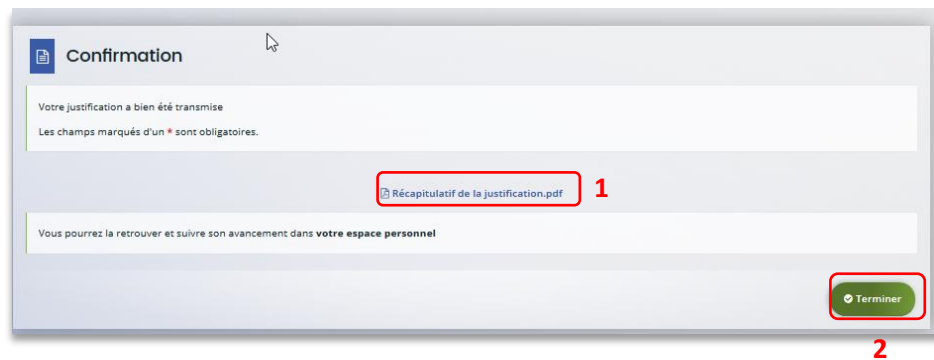 Confirmation
Votre justification a bien été transmise
Les champs marqués d'un * sont obligatoires.
Récapitulatif de la justification.pdf
1
Vous pourrez la retrouver et suivre son avancement dans votre espace personnel
Terminer
2